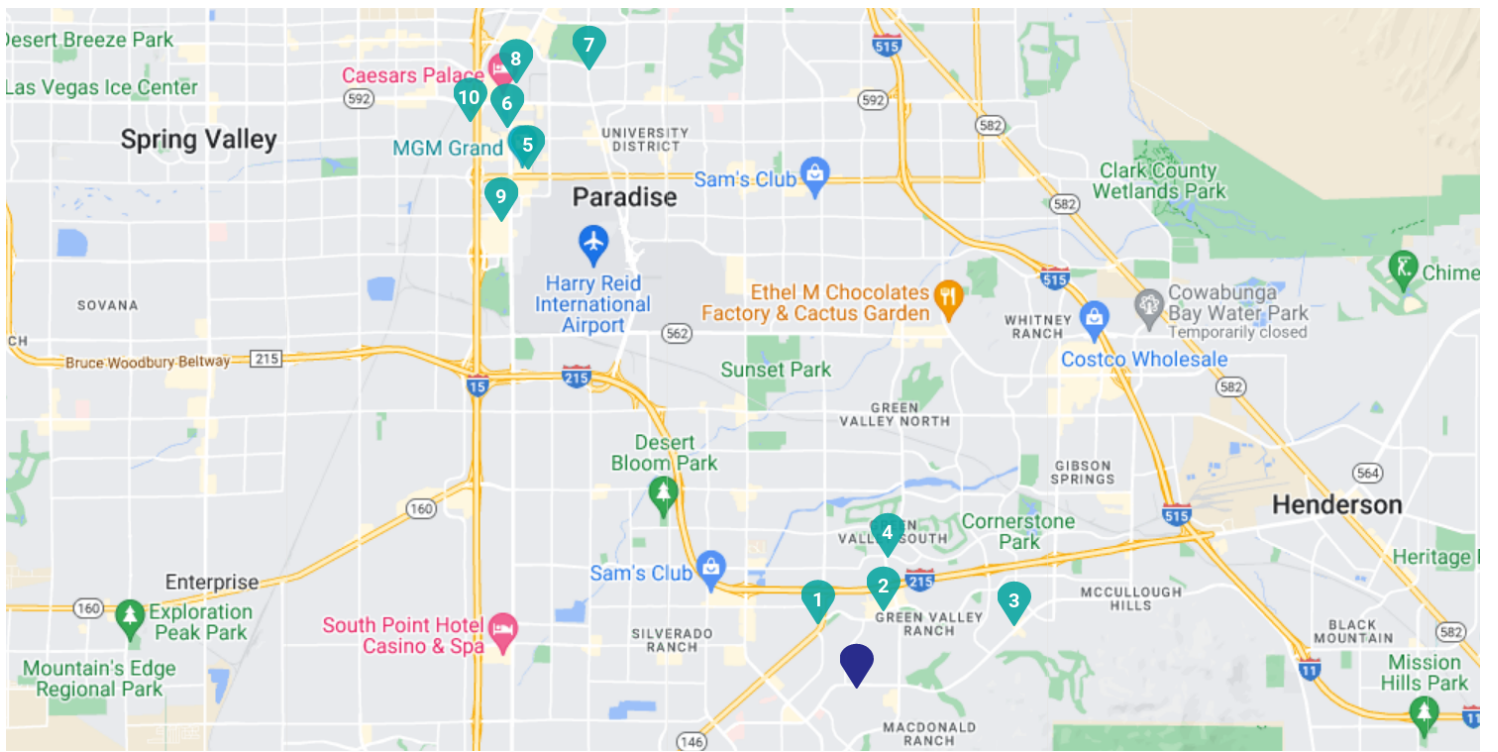 Desert Breeze Park
Las Vegas Ice Center
592
Spring Valley
Caesars Palace
8
7
10
6
MGM Grand
5
9
UNIVERSITY
DISTRICT
Paradise
Harry Reid
International
Airport
Sam's Club
515
592
582
Clark County
Wetlands Park
582
515
Chime
Ethel M Chocolates
Factory & Cactus Garden
WHITNEY
RANCH
Cowabunga
Bay Water Park
Temporarily closed
Costco Wholesale
SOVANA
CH
Bruce Woodbury Beltway
215
15
215
562
Sunset Park
582
GREEN
VALLEY NORTH
Desert
Bloom Park
GIBSON
SPRINGS
564
Henderson
160
515
GREEN
VALLEY SOUTH
4
Cornerstone
Park
Heritage
Enterprise
160
Exploration
Peak Park
Sam's Club
1
2
215
3
GREEN VALLEY
RANCH
MCCULLOUGH
HILLS
South Point Hotel
Casino & Spa
SILVERADO
RANCH
BLACK
MOUNTAIN
582
Mountain's Edge
Regional Park
11
Mission
Hills Park
11
146
MACDONALD
RANCH